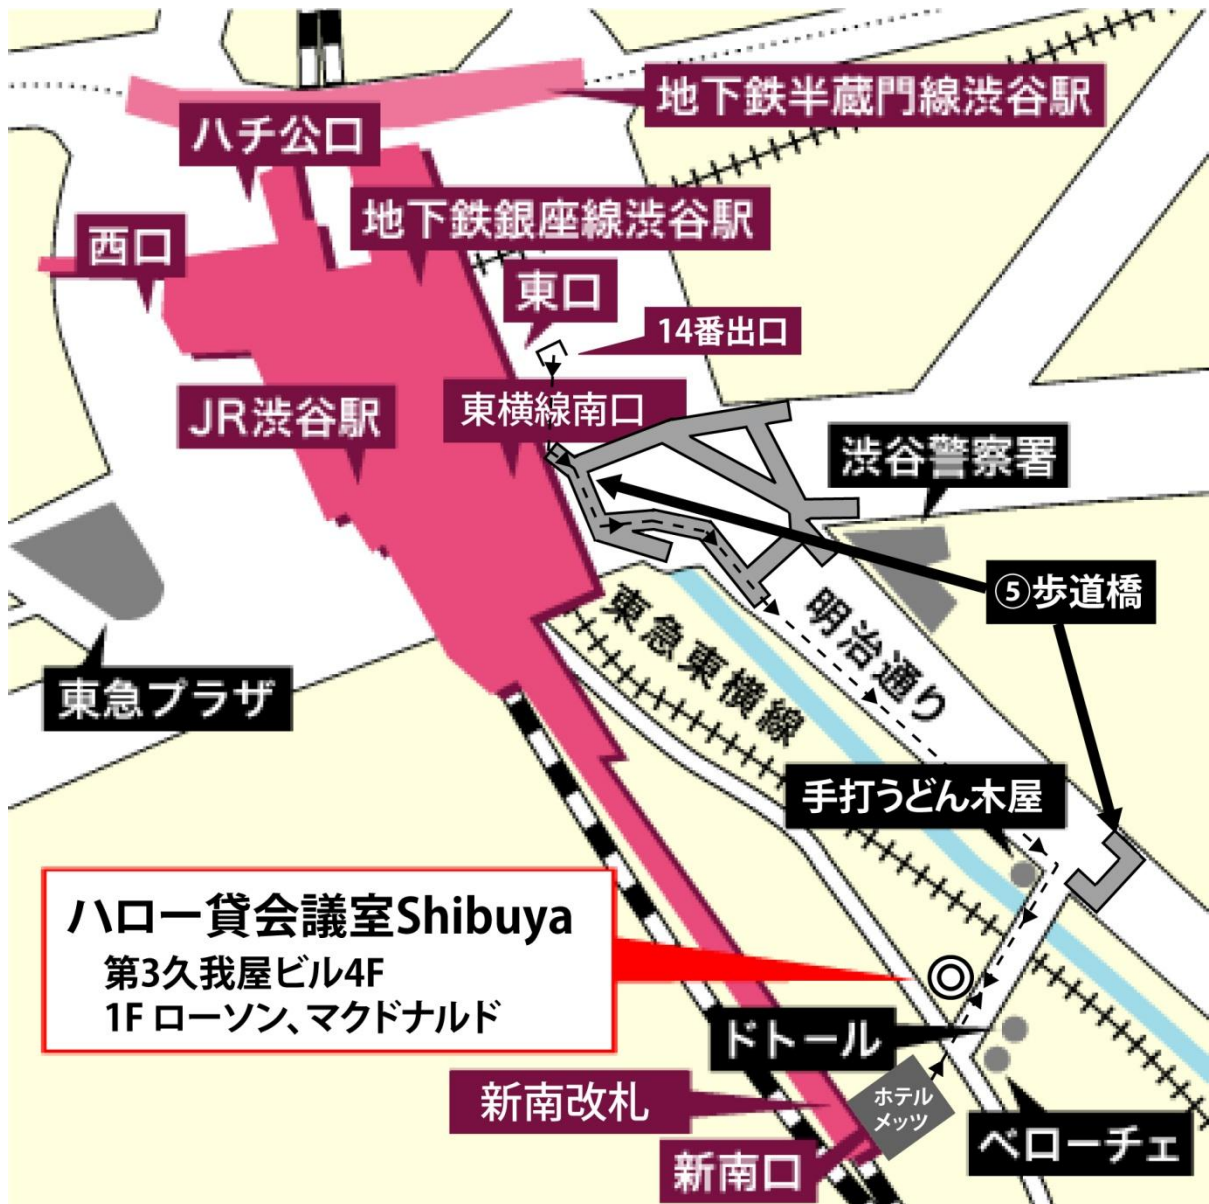 地下鉄半蔵門線渋谷駅
ハチ公口
地下鉄銀座線渋谷駅
西口
東口
14番出口
JR渋谷駅
東横線南口
渋谷警察署
⑤歩道橋
東急プラザ
東急東横線
明治通り
手打うどん木屋
ハロー貸会議室Shibuya
第3久我屋ビル4F
1F ローソン、マクドナルド
ドトール
新南改札
ホテル
メッツ
ベローチェ
新南口